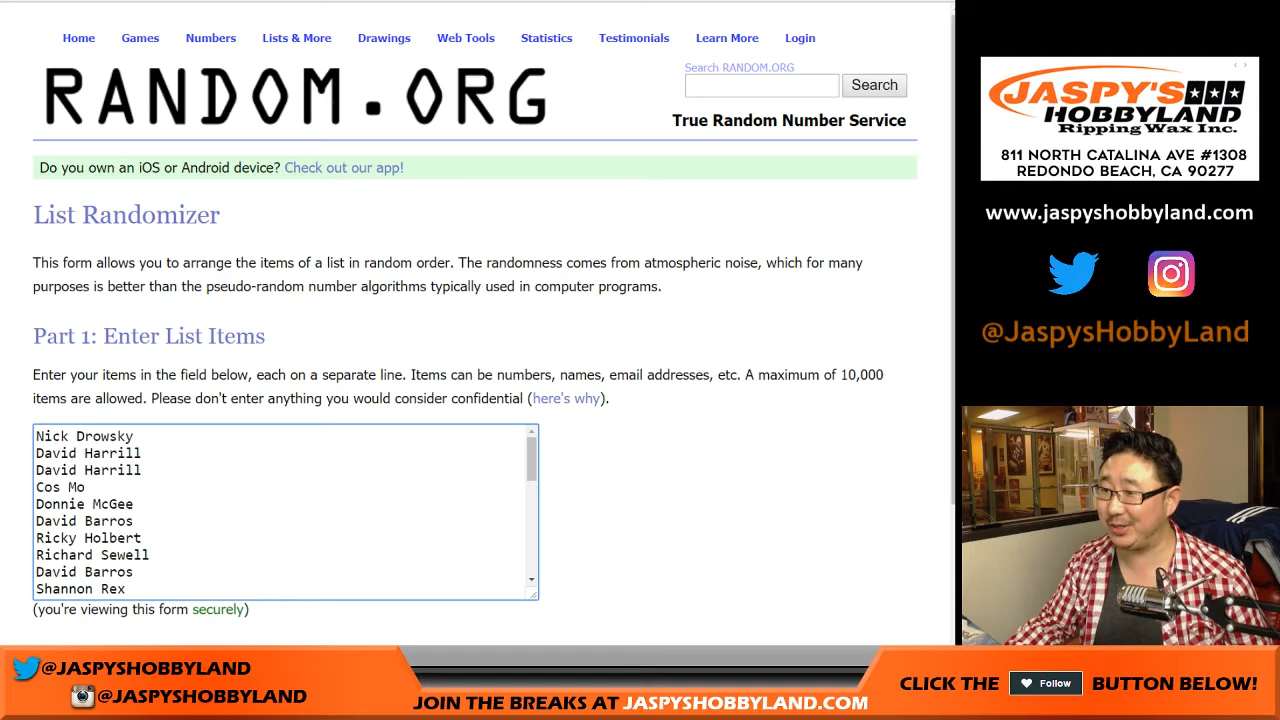 Home Games Numbers Lists & More Drawings Web Tools Statistics Testimonials Learn More Login
RANDOM.ORG
Search RANDOM.ORG
Search
True Random Number Service
Do you own an iOS or Android device? Check out our app!
List Randomizer
This form allows you to arrange the items of a list in random order. The randomness comes from atmospheric noise, which for many
purposes is better than the pseudo-random number algorithms typically used in computer programs.
Part 1: Enter List Items
Enter your items in the field below, each on a separate line. Items can be numbers, names, email addresses, etc. A maximum of 10,000
items are allowed. Please don't enter anything you would consider confidential (here's why).
Nick Drowsky
David Harrill
David Harrill
Cos Mo
Donnie McGee
David Barros
Ricky Holbert
Richard Sewell
David Barros
Shannon Rex
(you're viewing this form securely)
JASPY'S
HOBBYLAND
Ripping Wax Inc.
811 NORTH CATALINA AVE #1308
REDONDO BEACH, CA 90277
www.jaspyshobbyland.com
@JaspysHobbyLand
@JASPYSHOBBYLAND
@JASPYSHOBBYLAND
JOIN THE BREAKS AT JASPYSHOBBYLAND.COM
CLICK THE Follow BUTTON BELOW!